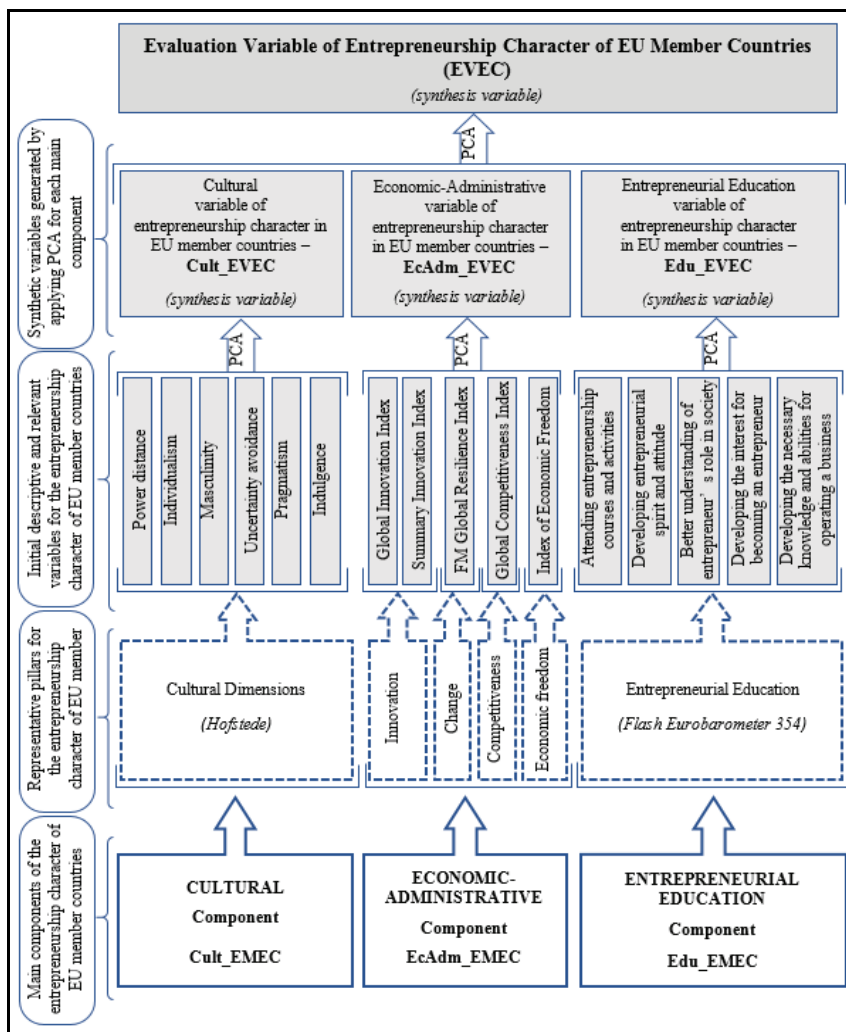 Evaluation Variable of Entrepreneurship Character of EU Member Countries
(EVEC)
(synthesis variable)
PCA
Synthetic variables generated by
applying PCA for each main
component
Cultural
variable of
entrepreneurship character in
EU member countries –
Cult_EVEC
(synthesis variable)
Economic-Administrative
variable of
entrepreneurship character
in EU member countries –
EcAdm_EVEC
(synthesis variable)
Entrepreneurial Education
variable of
entrepreneurship character
in EU member countries –
Edu_EVEC
(synthesis variable)
PCA
PCA
PCA
Initial descriptive and relevant
variables for the entrepreneurship
character of EU member countries
Power distance
Individualism
Masculinity
Uncertainty avoidance
Pragmatism
Indulgence
Global Innovation Index
Summary Innovation Index
FM Global Resilience Index
Global Competitiveness Index
Index of Economic Freedom
Attending entrepreneurship
courses and activities
Developing entrepreneurial
spirit and attitude
Better understanding of
entrepreneur’s role in society
Developing the interest for
becoming an entrepreneur
Developing the necessary
knowledge and abilities for
operating a business
Representative pillars for
the entrepreneurship
character of EU member
Cultural Dimensions
(Hofstede)
Innovation
Change
Competitiveness
Economic freedom
Entrepreneurial Education
(Flash Eurobarometer 354)
Main components of the
entrepreneurship character of
EU member countries
CULTURAL
Component
Cult_EMEC
ECONOMIC-
ADMINISTRATIVE
Component
EcAdm_EMEC
ENTREPRENEURIAL
EDUCATION
Component
Edu_EMEC